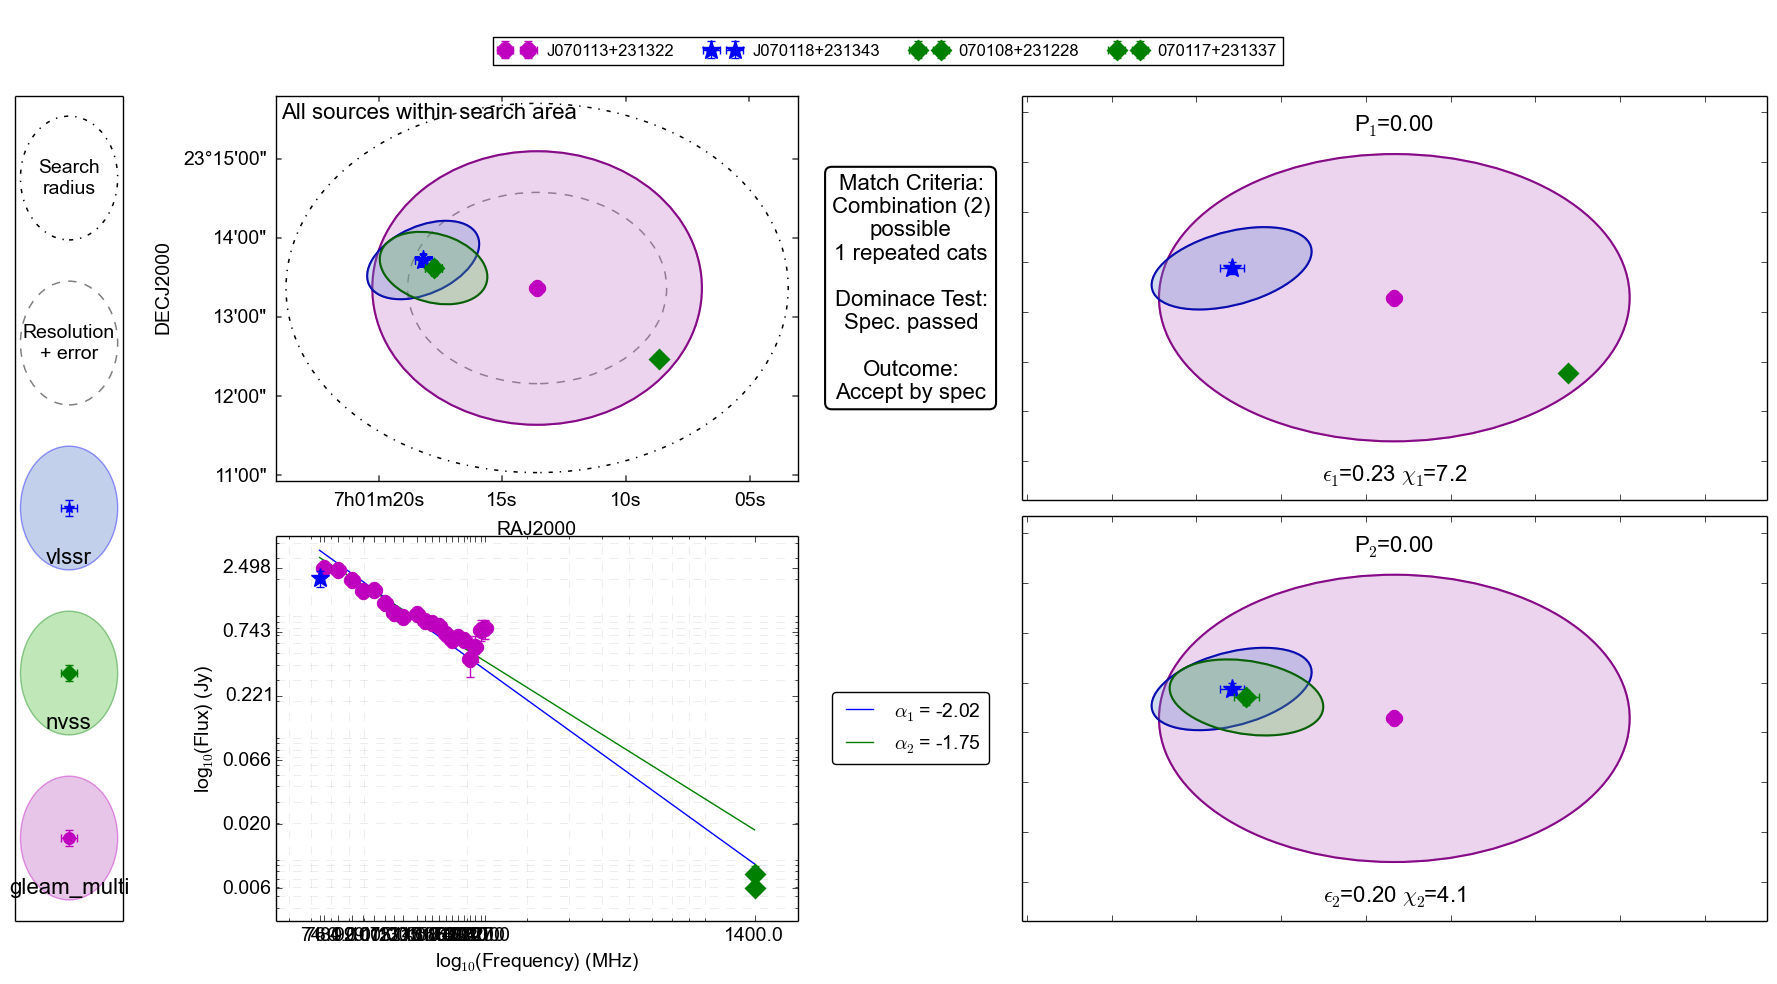 J070113+231322 J070118+231343 070108+231228 070117+231337
Search
radius
Resolution
+ error
vlssr
nvss
gleam_multi
All sources within search area
DECJ2000
23°15'00"
14'00"
13'00"
12'00"
11'00"
7h01m20s 15s 10s 05s
RAJ2000
Match Criteria:
Combination (2)
possible
1 repeated cats
Dominace Test:
Spec. passed
Outcome:
Accept by spec
P1=0.00
ϵ1=0.23 χ1=7.2
log10(Flux) (Jy)
2.498
0.743
0.221
0.066
0.020
0.006
1400.0
log10(Frequency) (MHz)
α1 = -2.02
α2 = -1.75
P2=0.00
ϵ2=0.20 χ2=4.1